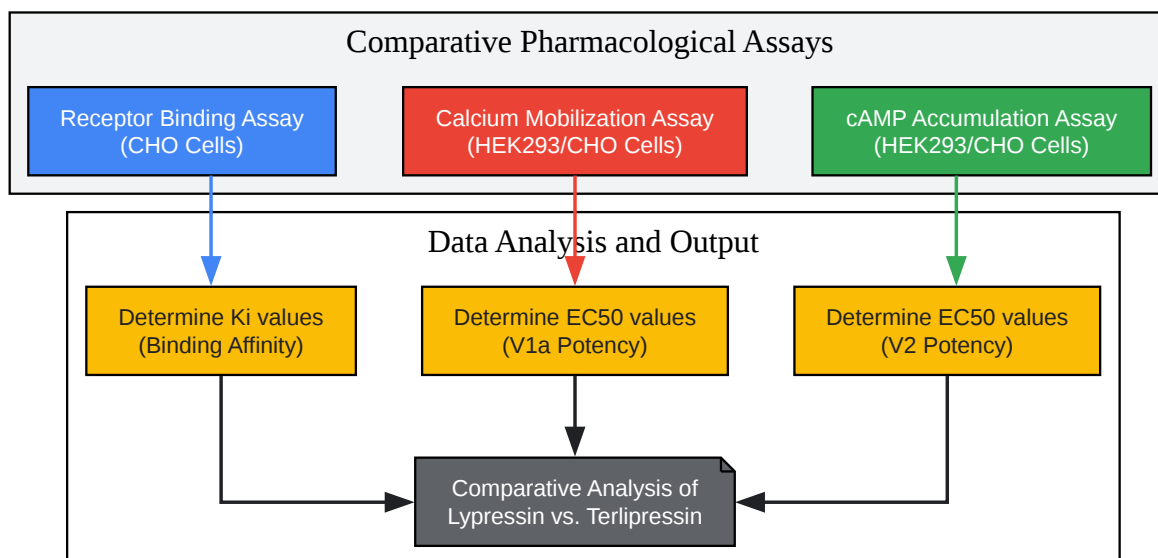 Comparative Pharmacological Assays
Receptor Binding Assay
(CHO Cells)
Calcium Mobilization Assay
(HEK293/CHO Cells)
cAMP Accumulation Assay
(HEK293/CHO Cells)
Data Analysis and Output
Determine Ki values
(Binding Affinity)
Determine EC50 values
(V1a Potency)
Determine EC50 values
(V2 Potency)
Comparative Analysis of
Lypressin vs. Terlipressin